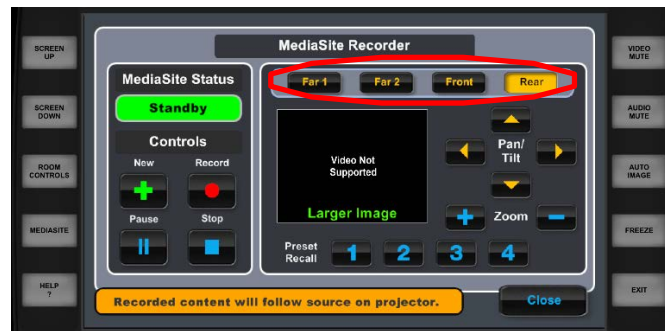 SCREEN
UP
SCREEN
DOWN
ROOM
CONTROLS
MEDIASITE
HELP
?
MediaSite Recorder
MediaSite Status
Standby
Controls
New Record
Pause Stop
Far 1 Far 2 Front Rear
Video Not
Supported
Larger Image
Pan/
Tilt
Zoom
Preset
Recall
1 2 3 4
Recorded content will follow source on projector.
Close
VIDEO
MUTE
AUDIO
MUTE
AUTO
IMAGE
FREEZE
EXIT